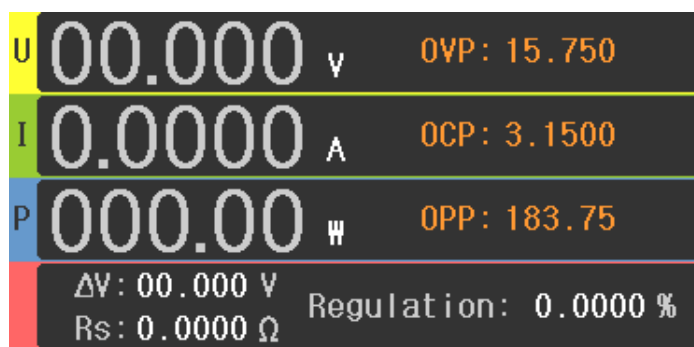 U 00.000 V OVP: 15.750
I 0.0000 A OCP: 3.1500
P 000.00 W OPP: 183.75
ΔV: 00.000 V
Rs: 0.0000 Ω
Regulation: 0.0000 %